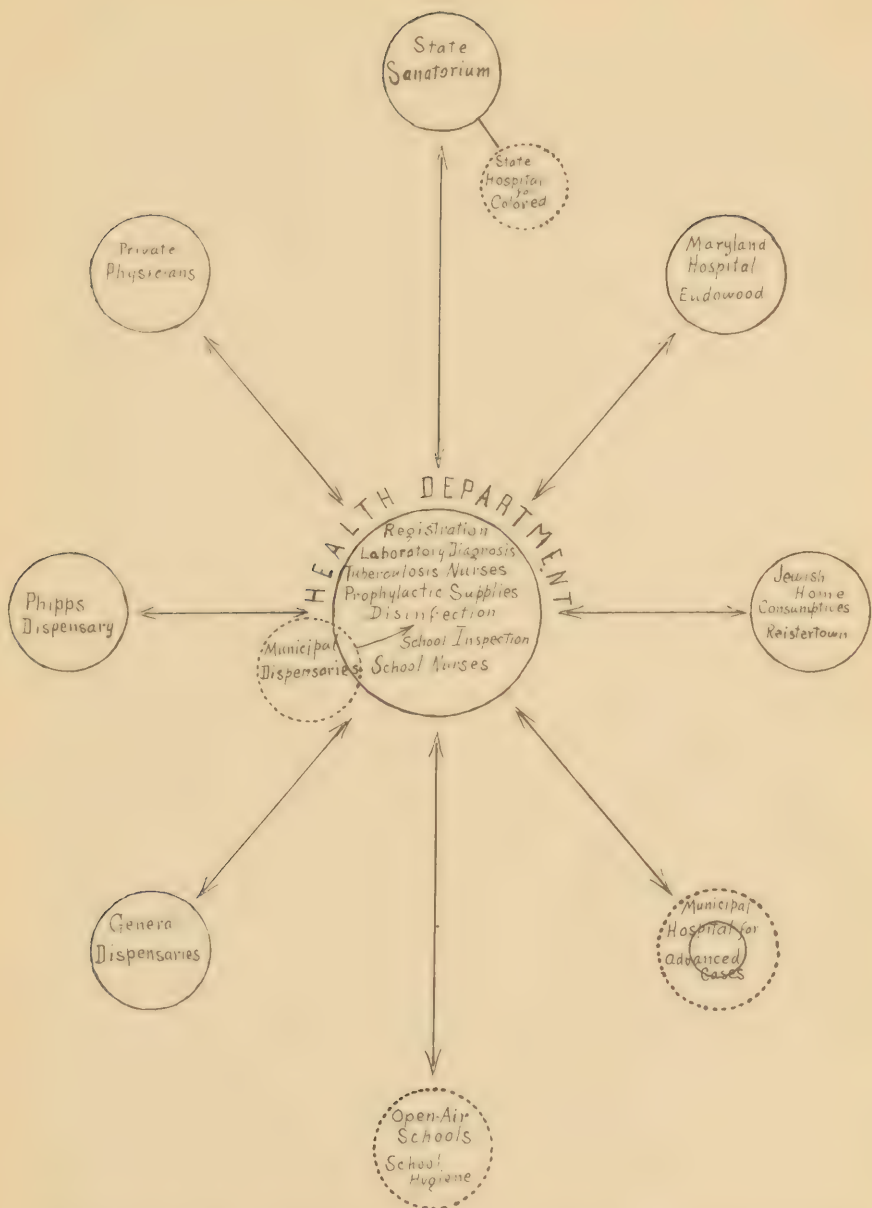 State
Sanatorium
State
Hospital
for
Colored
Private
Physicians
Maryland
Hospital
Eudowood
HEALTH DEPARTMENT
Registration
Laboratory Diagnosis
Tuberculosis Nurses
Prophylactic Supplies
Disinfection
School Inspection
School Nurses
Municipal
Dispensaries
Phipps
Dispensary
Jewish
Home
Consumptives
Reistertown
Genera
Dispensaries
Municipal
Hospital for
Advanced
Cases
Open-Air
Schools
School
Hygiene